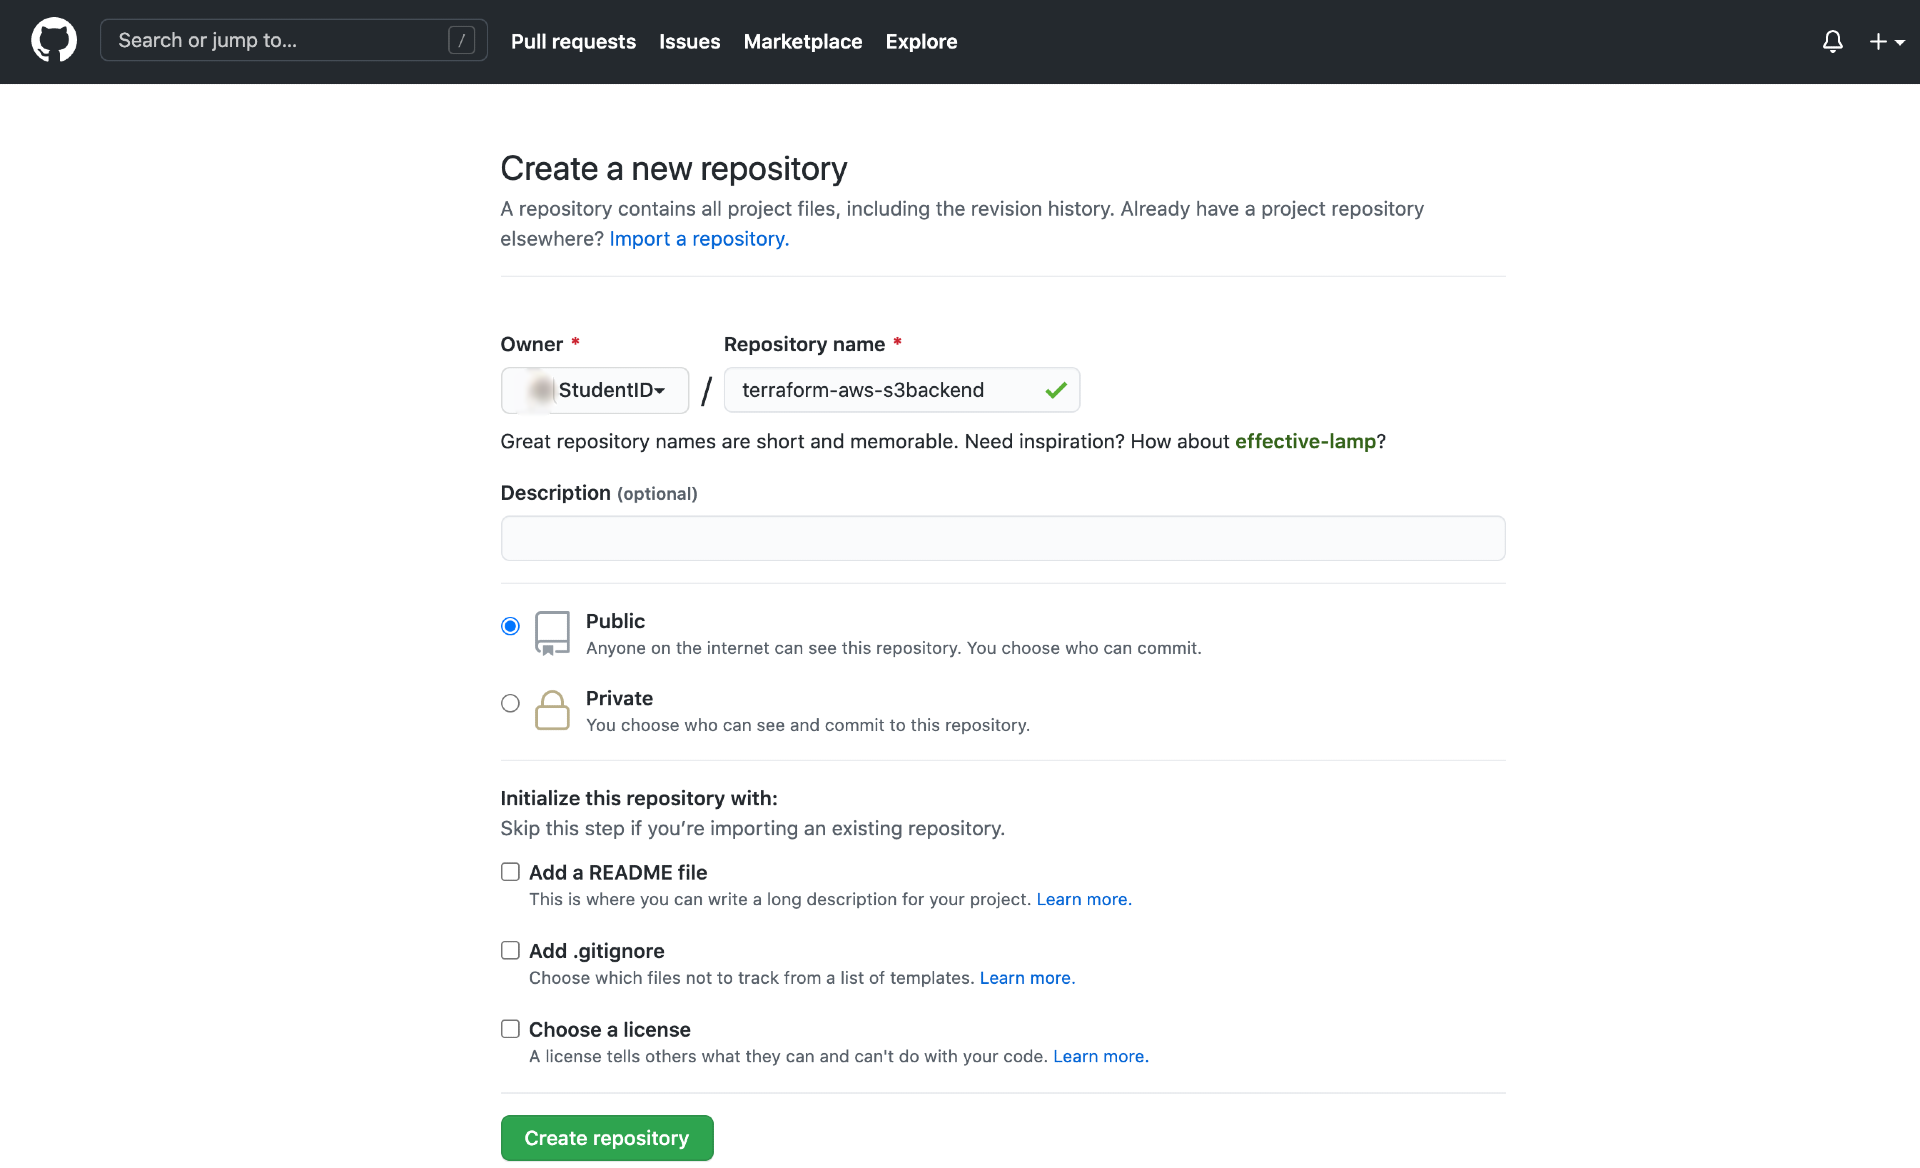 Search or jump to... /
Pull requests Issues Marketplace Explore
Create a new repository
A repository contains all project files, including the revision history. Already have a project repository
elsewhere? Import a repository.
Owner * Repository name *
StudentID / terraform-aws-s3backend
Great repository names are short and memorable. Need inspiration? How about effective-lamp?
Description (optional)
Public
Anyone on the internet can see this repository. You choose who can commit.
Private
You choose who can see and commit to this repository.
Initialize this repository with:
Skip this step if you’re importing an existing repository.
Add a README file
This is where you can write a long description for your project. Learn more.
Add .gitignore
Choose which files not to track from a list of templates. Learn more.
Choose a license
A license tells others what they can and can't do with your code. Learn more.
Create repository